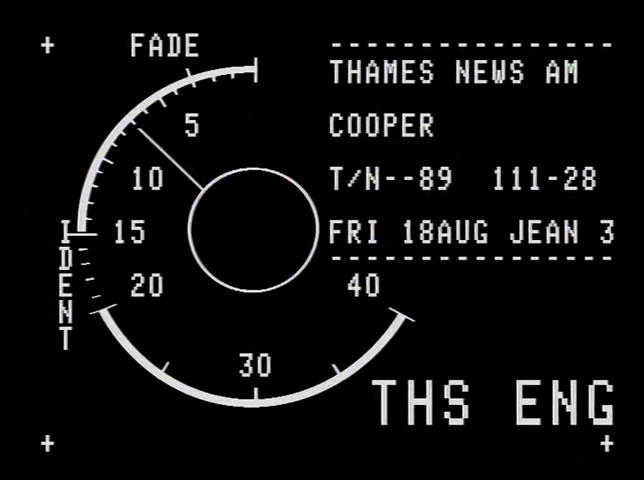 FADE
THAMES NEWS AM
COOPER
T/N--89 111-28
FRI 18AUG JEAN 3
5
10
15
20
30
40
IDENT
THS ENG